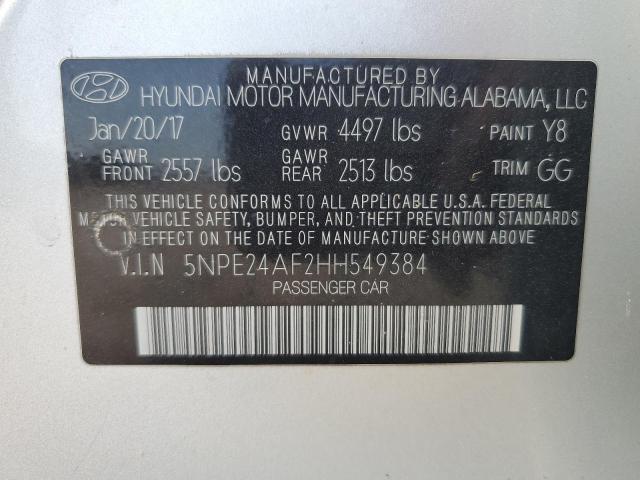 MANUFACTURED BY
HYUNDAI MOTOR MANUFACTURING ALABAMA, LLC
Jan/20/17 GVWR 4497 lbs PAINT Y8
GAWR FRONT 2557 lbs GAWR REAR 2513 lbs TRIM GG
THIS VEHICLE CONFORMS TO ALL APPLICABLE U.S.A. FEDERAL
MOTOR VEHICLE SAFETY, BUMPER, AND THEFT PREVENTION STANDARDS
IN EFFECT ON THE DATE OF MANUFACTURE SHOWN ABOVE
V.I.N 5NPE24AF2HH549384
PASSENGER CAR